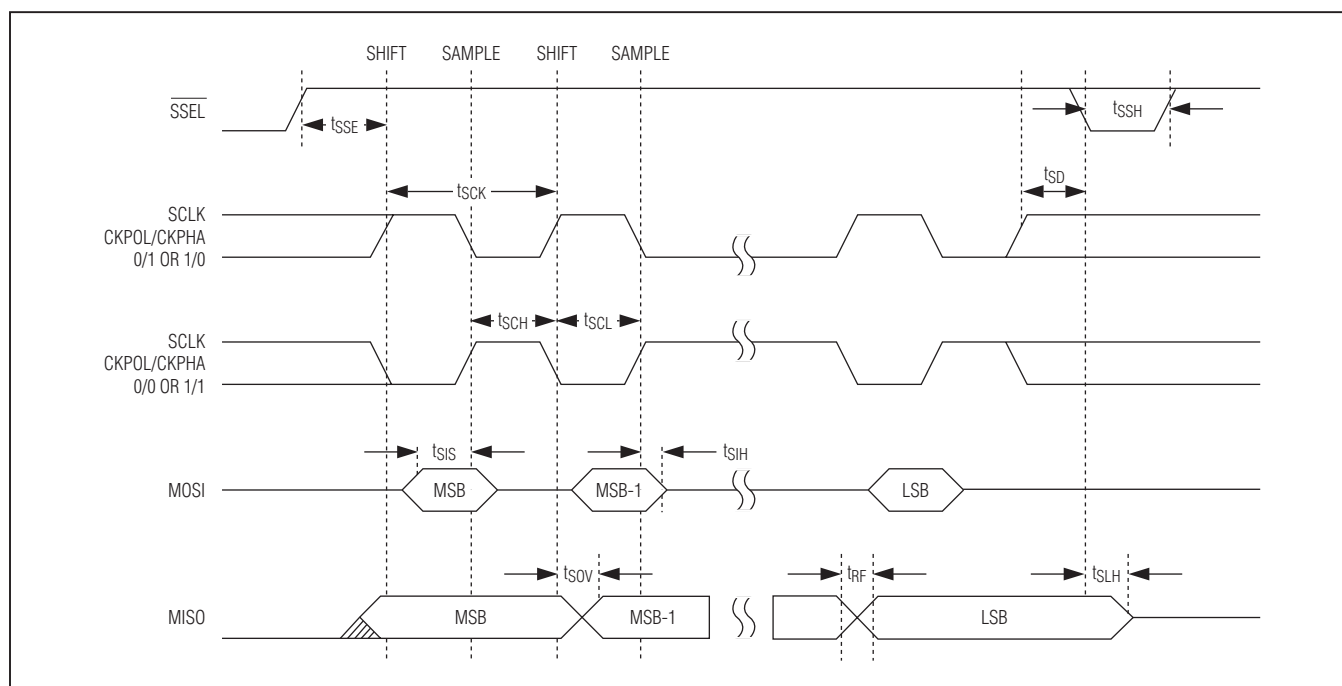 SHIFT SAMPLE SHIFT SAMPLE
SSEL
tSSE
tSSH
tSCK
tSD
SCLK
CKPOL/CKPHA
0/1 OR 1/0
tSCH tSCL
SCLK
CKPOL/CKPHA
0/0 OR 1/1
tSIS
tSIH
MOSI MSB MSB-1 LSB
tSOV tRF tSLH
MISO MSB MSB-1 LSB